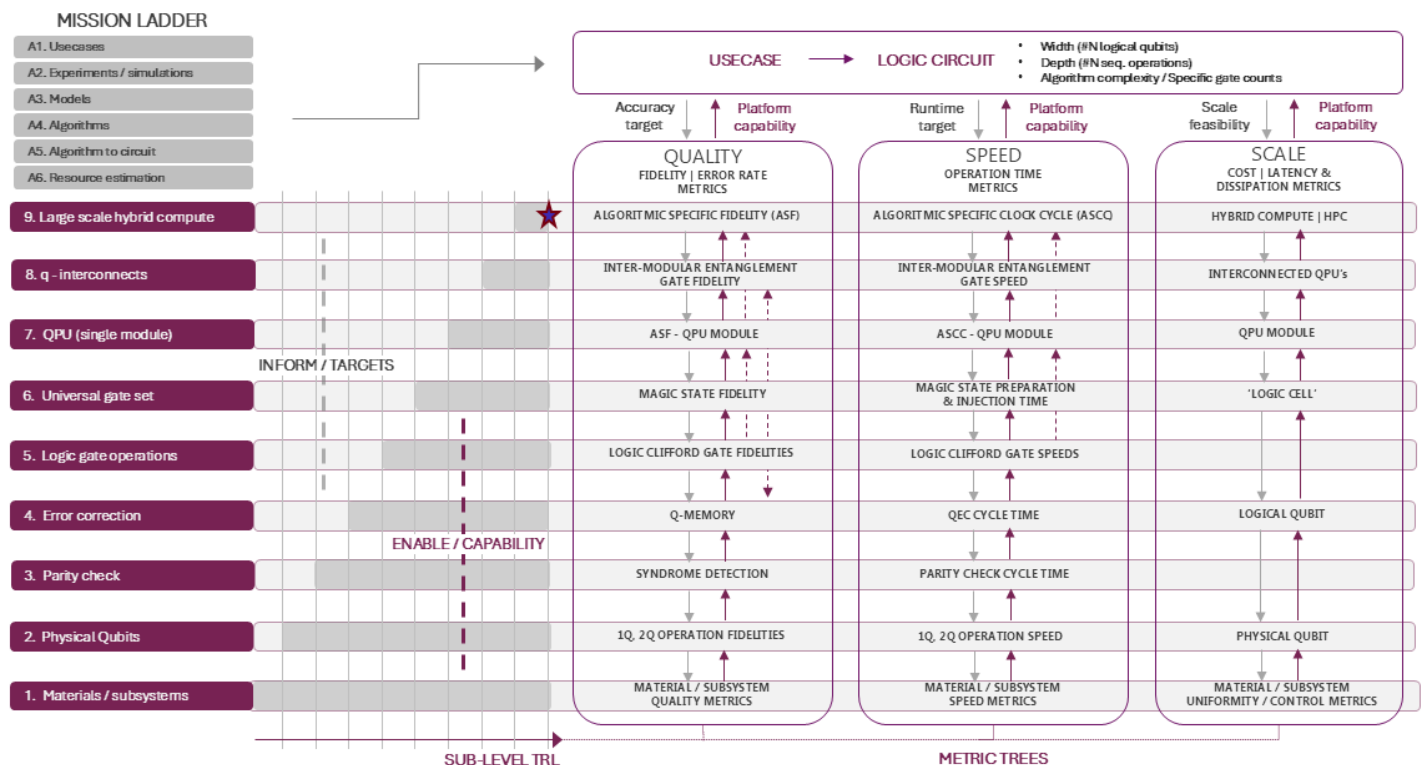 MISSION LADDER
A1. Usecases
A2. Experiments / simulations
A3. Models
A4. Algorithms
A5. Algorithm to circuit
A6. Resource estimation
USECASE
LOGIC CIRCUIT
• Width (#N logical qubits)
• Depth (#N seq. operations)
• Algorithm complexity / Specific gate counts
Accuracy
target
Platform
capability
Runtime
target
Platform
capability
Scale
feasibility
Platform
capability
QUALITY
FIDELITY | ERROR RATE
METRICS
SPEED
OPERATION TIME
METRICS
SCALE
COST | LATENCY &
DISSIPATION METRICS
9. Large scale hybrid compute
ALGORITMIC SPECIFIC FIDELITY (ASF)
ALGORITHM SPECIFIC CLOCK CYCLE (ASCC)
HYBRID COMPUTE | HPC
8. q - interconnects
INTER-MODULAR ENTANGLEMENT
GATE FIDELITY
INTER-MODULAR ENTANGLEMENT
GATE SPEED
INTERCONNECTED QPU's
7. QPU (single module)
ASF - QPU MODULE
ASCC - QPU MODULE
QPU MODULE
INFORM / TARGETS
6. Universal gate set
MAGIC STATE FIDELITY
MAGIC STATE PREPARATION
& INJECTION TIME
'LOGIC CELL'
5. Logic gate operations
LOGIC CLIFFORD GATE FIDELITIES
LOGIC CLIFFORD GATE SPEEDS
4. Error correction
Q-MEMORY
QEC CYCLE TIME
LOGICAL QUBIT
ENABLE / CAPABILITY
3. Parity check
SYNDROME DETECTION
PARITY CHECK CYCLE TIME
2. Physical Qubits
1Q, 2Q OPERATION FIDELITIES
1Q, 2Q OPERATION SPEED
PHYSICAL QUBIT
1. Materials / subsystems
MATERIAL / SUBSYSTEM
QUALITY METRICS
MATERIAL / SUBSYSTEM
SPEED METRICS
MATERIAL / SUBSYSTEM
UNIFORMITY / CONTROL METRICS
SUB-LEVEL TRL
METRIC TREES